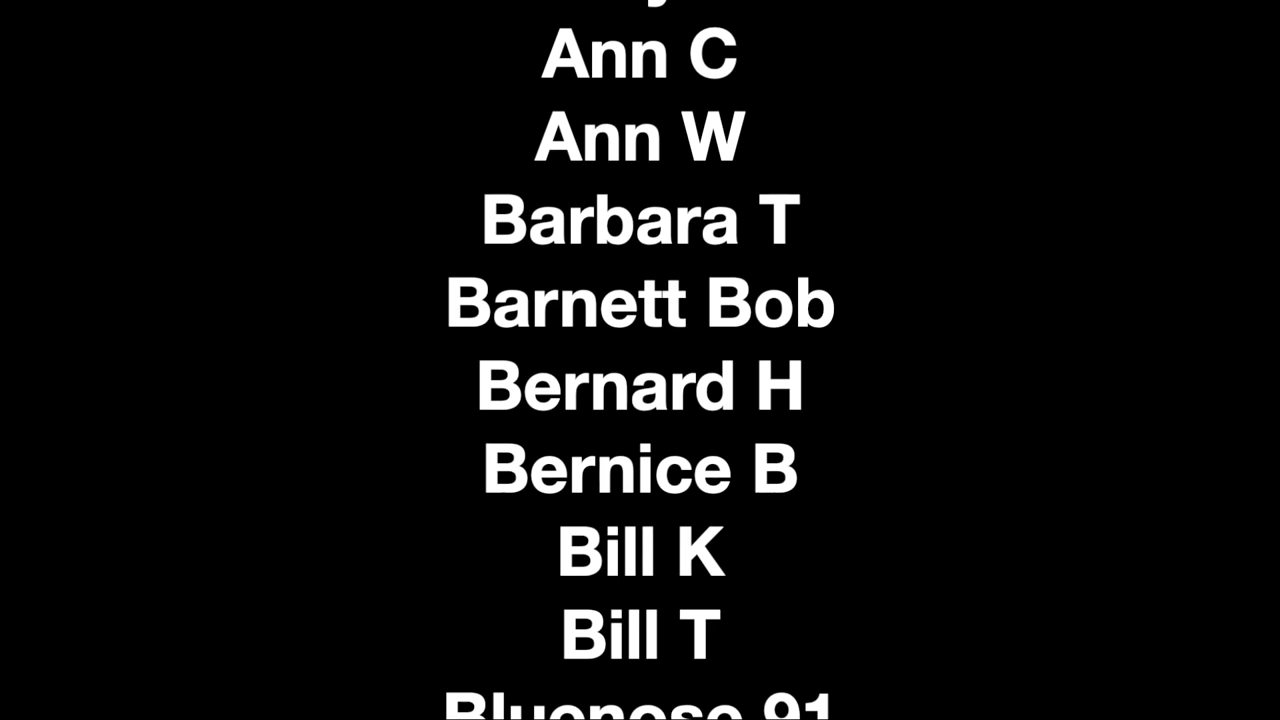 Ann C
Ann W
Barbara T
Barnett Bob
Bernard H
Bernice B
Bill K
Bill T
Bluenose 91